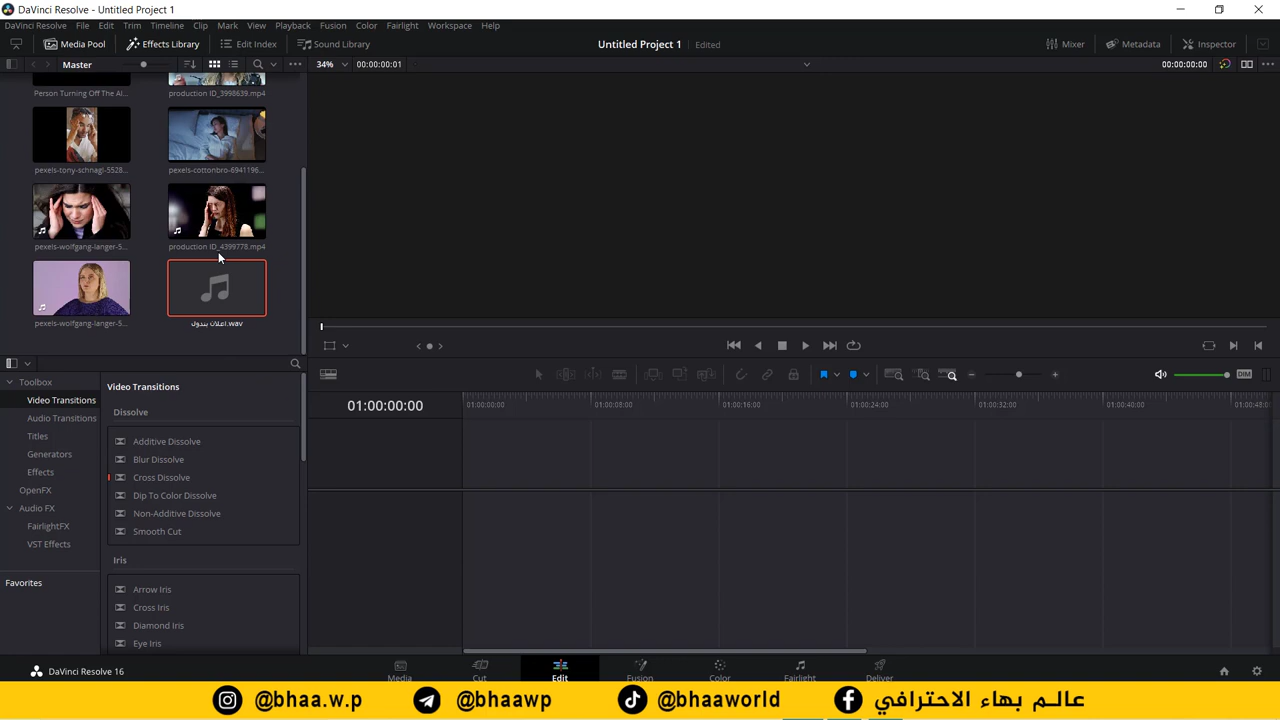 DaVinci Resolve - Untitled Project 1
DaVinci Resolve File Edit Trim Timeline Clip Mark View Playback Fusion Color Fairlight Workspace Help
Media Pool Effects Library Edit Index Sound Library Untitled Project 1 Edited Mixer Metadata Inspector
Master 34% 00:00:00:01 00:00:00:00
Person Turning Off The Al... production ID_3998639.mp4
pexels-tony-schnagl-5528... pexels-cottonbro-6941196...
pexels-wolfgang-langer-5... production ID_4399778.mp4
pexels-wolfgang-langer-5... اعلان بندول.wav
DIM
Toolbox
Video Transitions
Audio Transitions
Titles
Generators
Effects
OpenFX
Audio FX
FairlightFX
VST Effects
Favorites
Video Transitions
Dissolve
Additive Dissolve
Blur Dissolve
Cross Dissolve
Dip To Color Dissolve
Non-Additive Dissolve
Smooth Cut
Iris
Arrow Iris
Cross Iris
Diamond Iris
Eye Iris
01:00:00:00
01:00:00:00 01:00:08:00 01:00:16:00 01:00:24:00 01:00:32:00 01:00:40:00 01:00:48:00
DaVinci Resolve 16 Media Cut Edit Fusion Color Fairlight Deliver
@bhaa.w.p @bhaawp @bhaaworld عالم بهاء الاحترافي